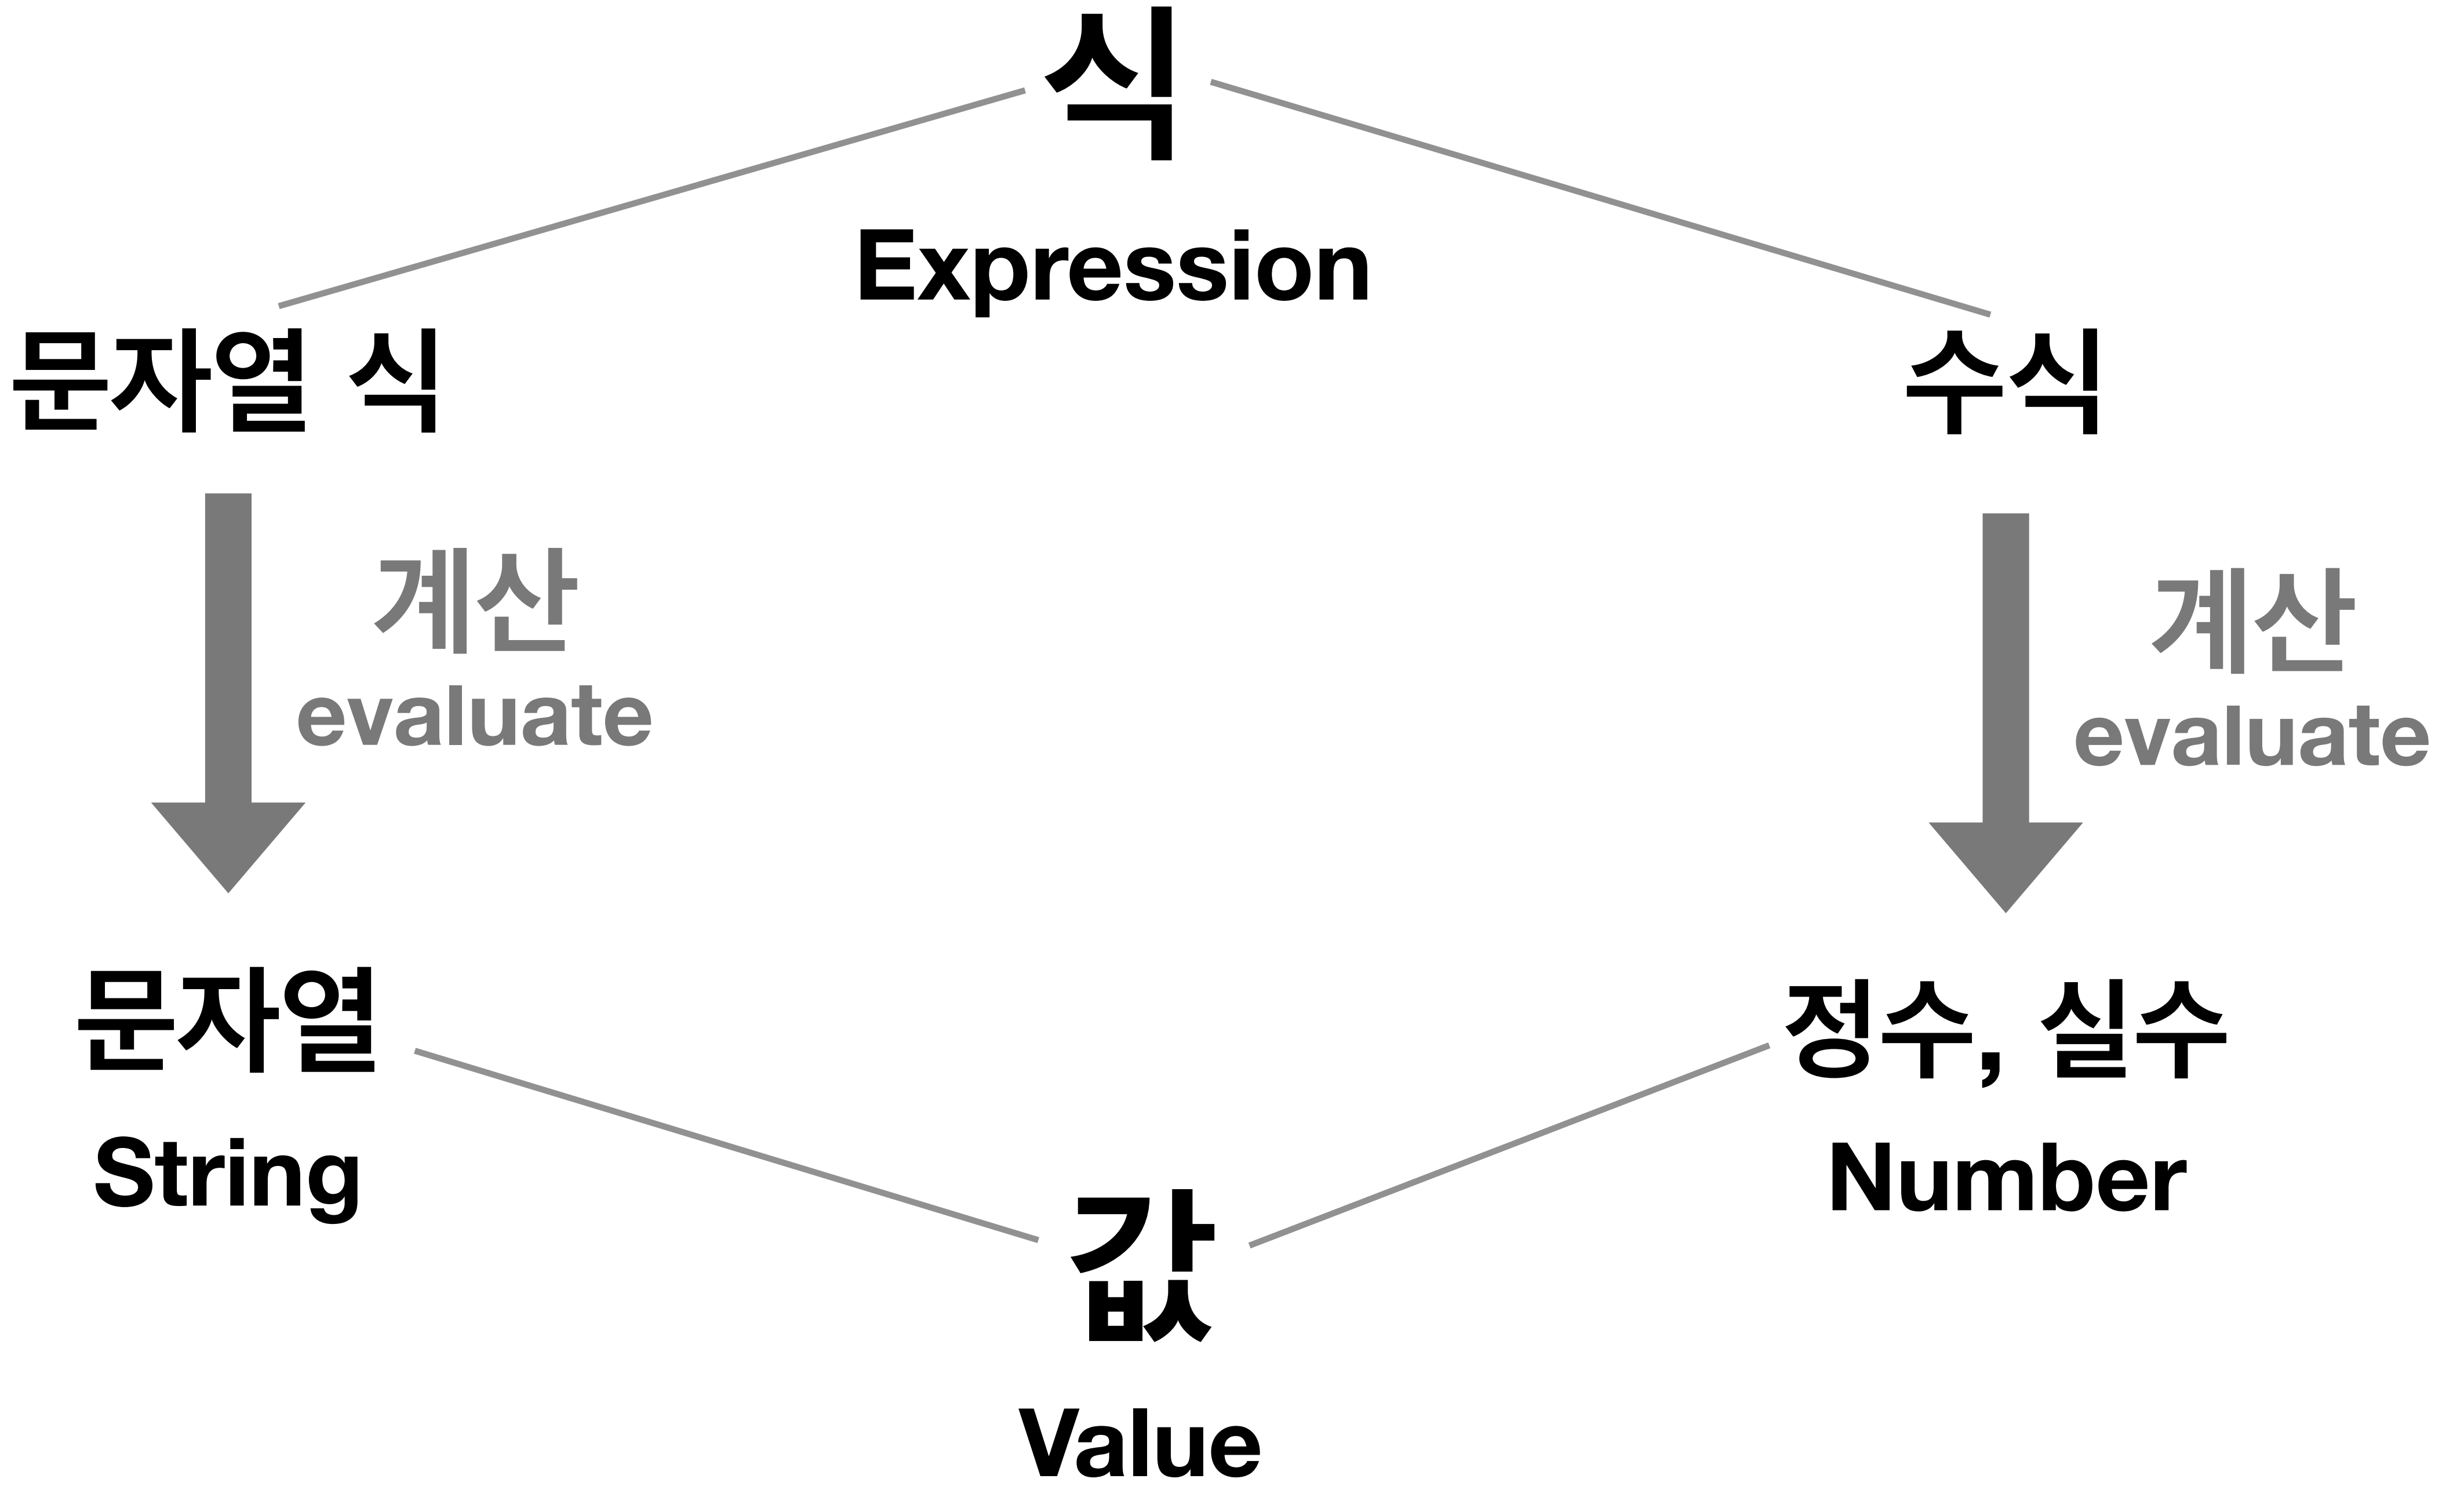 식
Expression
문자열 식
수식
계산
evaluate
계산
evaluate
문자열
String
정수, 실수
Number
값
Value